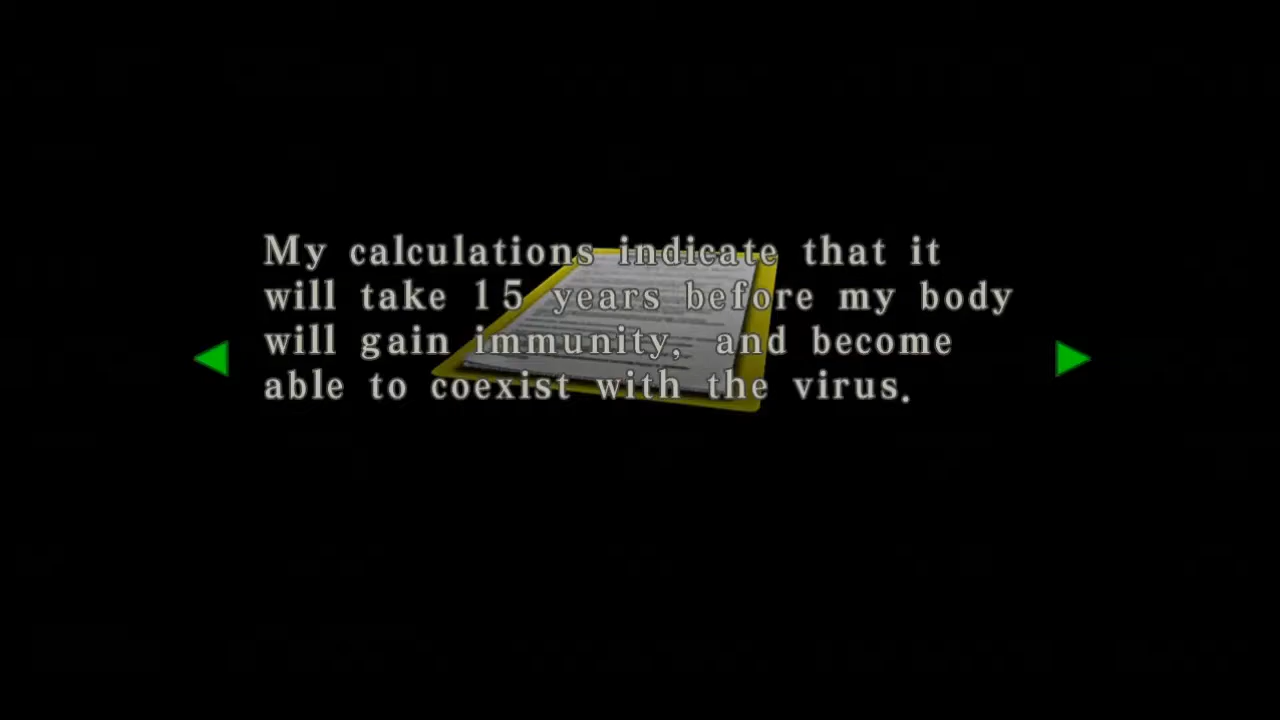 My calculations indicate that it
will take 15 years before my body
will gain immunity, and become
able to coexist with the virus.